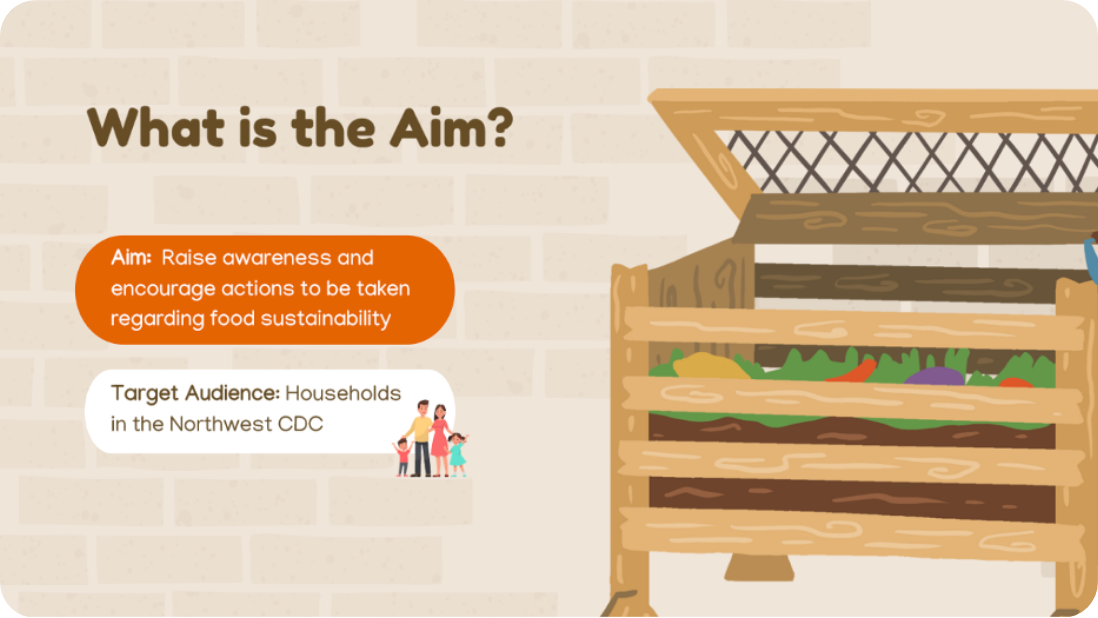 What is the Aim?
Aim: Raise awareness and
encourage actions to be taken
regarding food sustainability
Target Audience: Households
in the Northwest CDC